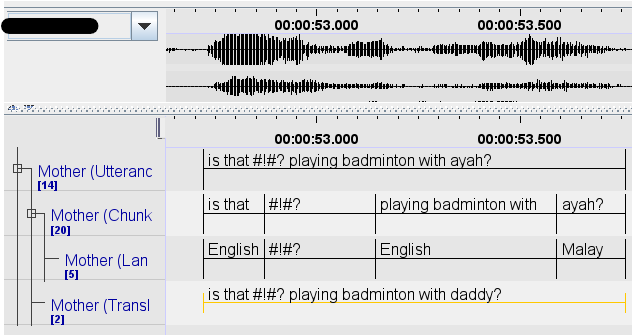 00:00:53.000 00:00:53.500
00:00:53.000 00:00:53.500
is that #!#? playing badminton with ayah?
Mother (Utteranc
[14]
is that #!#? playing badminton with ayah?
Mother (Chunk
[20]
English #!#? English Malay
Mother (Lan
[5]
is that #!#? playing badminton with daddy?
Mother (Transl
[2]